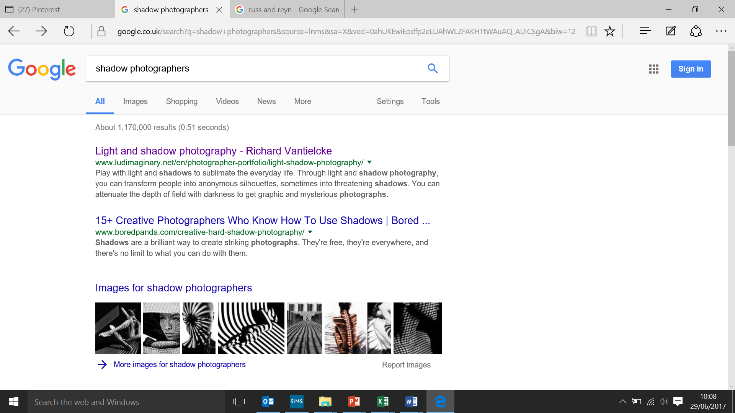 (27) Pinterest
shadow photographers
russ and reyn - Google Sean
google.co.uk/search?q=shadow+photographers&source=lnms&sa=X&ved=
Google
shadow photographers
Sign in
All Images Shopping Videos News More Settings Tools
About 1,170,000 results (0.51 seconds)
Light and shadow photography - Richard Vantielcke
www.ludimaginary.net/en/photographer-portfolio/light-shadow-photography/
Play with light and shadows to sublimate the everyday life. Through light and shadow photography,
you can transform people into anonymous silhouettes, sometimes into threatening shadows. You can
attenuate the depth of field with darkness to get graphic and mysterious photographs.
15+ Creative Photographers Who Know How To Use Shadows | Bored ...
www.boredpanda.com/creative-hard-shadow-photography/
Shadows are a brilliant way to create striking photographs. They're free, they're everywhere, and
there's no limit to what you can do with them.
Images for shadow photographers
More images for shadow photographers
Report images
Search the web and Windows
SIMS
10:08
29/06/2017